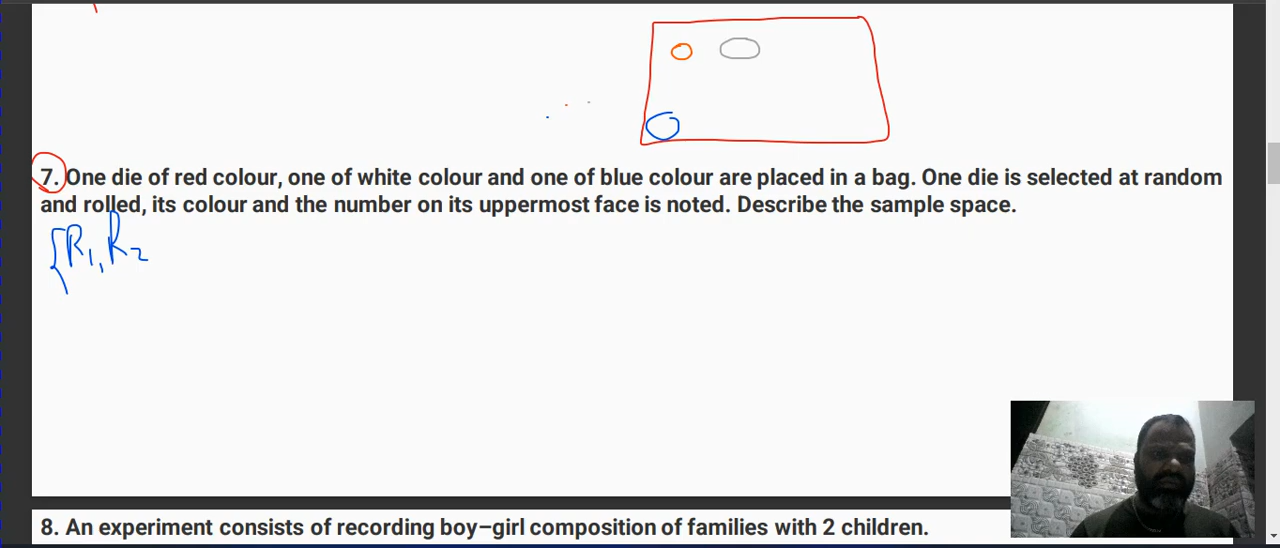 7. One die of red colour, one of white colour and one of blue colour are placed in a bag. One die is selected at random
and rolled, its colour and the number on its uppermost face is noted. Describe the sample space.
{R1, R2
8. An experiment consists of recording boy–girl composition of families with 2 children.